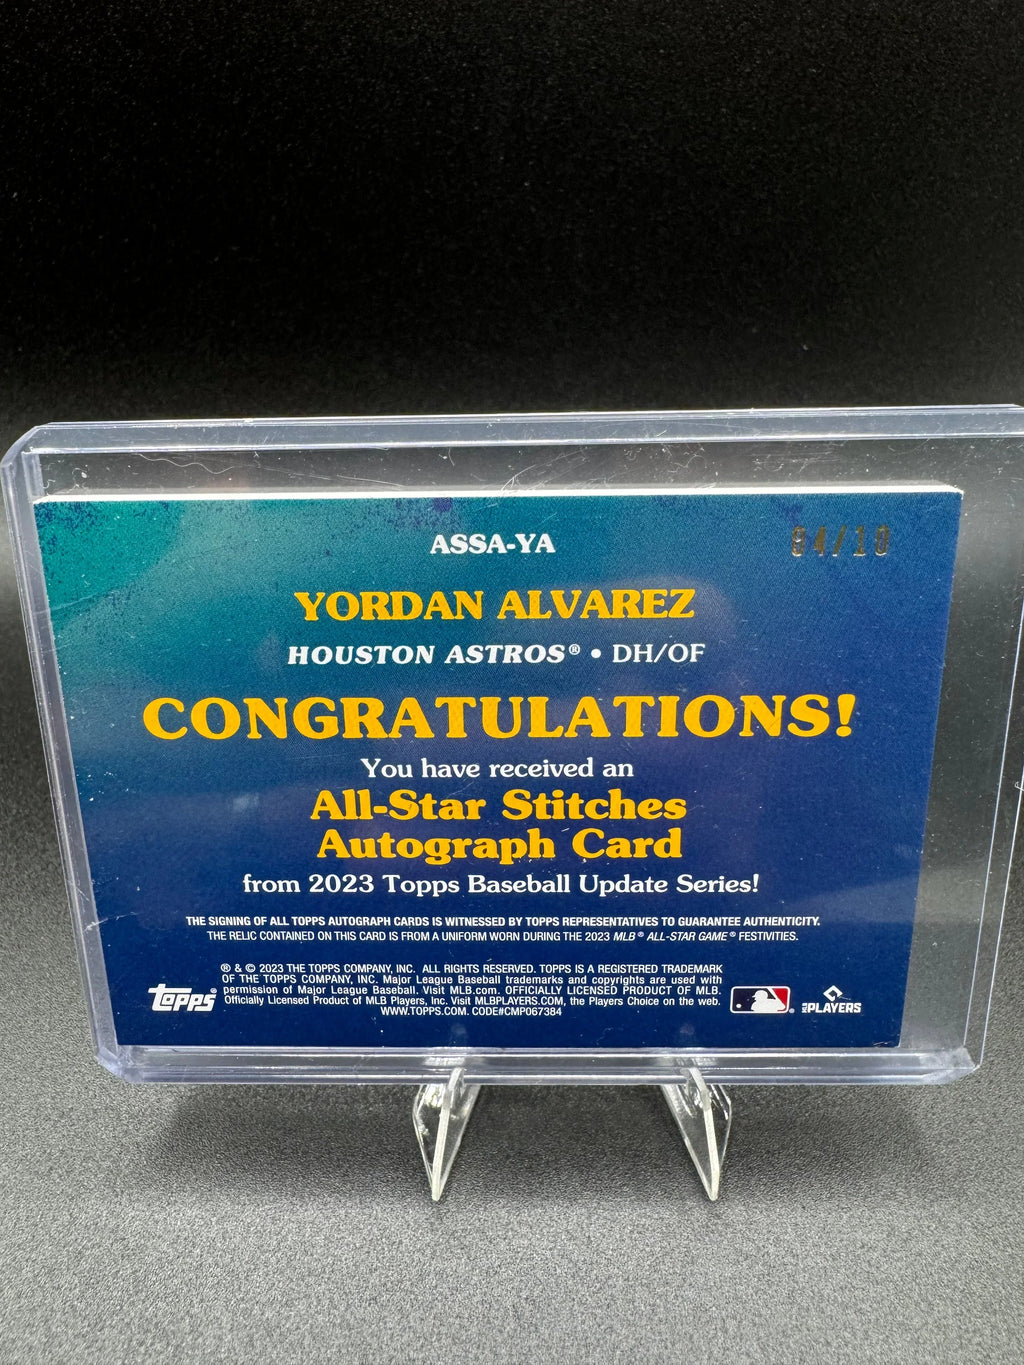 ASSA-YA
04/10
YORDAN ALVAREZ
HOUSTON ASTROS® • DH/OF
CONGRATULATIONS!
You have received an
All-Star Stitches
Autograph Card
from 2023 Topps Baseball Update Series!
THE SIGNING OF ALL TOPPS AUTOGRAPH CARDS IS WITNESSED BY TOPPS REPRESENTATIVES TO GUARANTEE AUTHENTICITY.
THE RELIC CONTAINED ON THIS CARD IS FROM A UNIFORM WORN DURING THE 2023 MLB® ALL-STAR GAME® FESTIVITIES.
® & © 2023 THE TOPPS COMPANY, INC. ALL RIGHTS RESERVED. TOPPS IS A REGISTERED TRADEMARK
OF THE TOPPS COMPANY, INC. Major League Baseball trademarks and copyrights are used with
permission of Major League Baseball. Visit MLB.com. OFFICIALLY LICENSED PRODUCT OF MLB.
Officially Licensed Product of MLB Players, Inc. Visit MLBPLAYERS.COM, the Players Choice on the web.
WWW.TOPPS.COM. CODE#CMP067384
Topps®
MLB PLAYERS